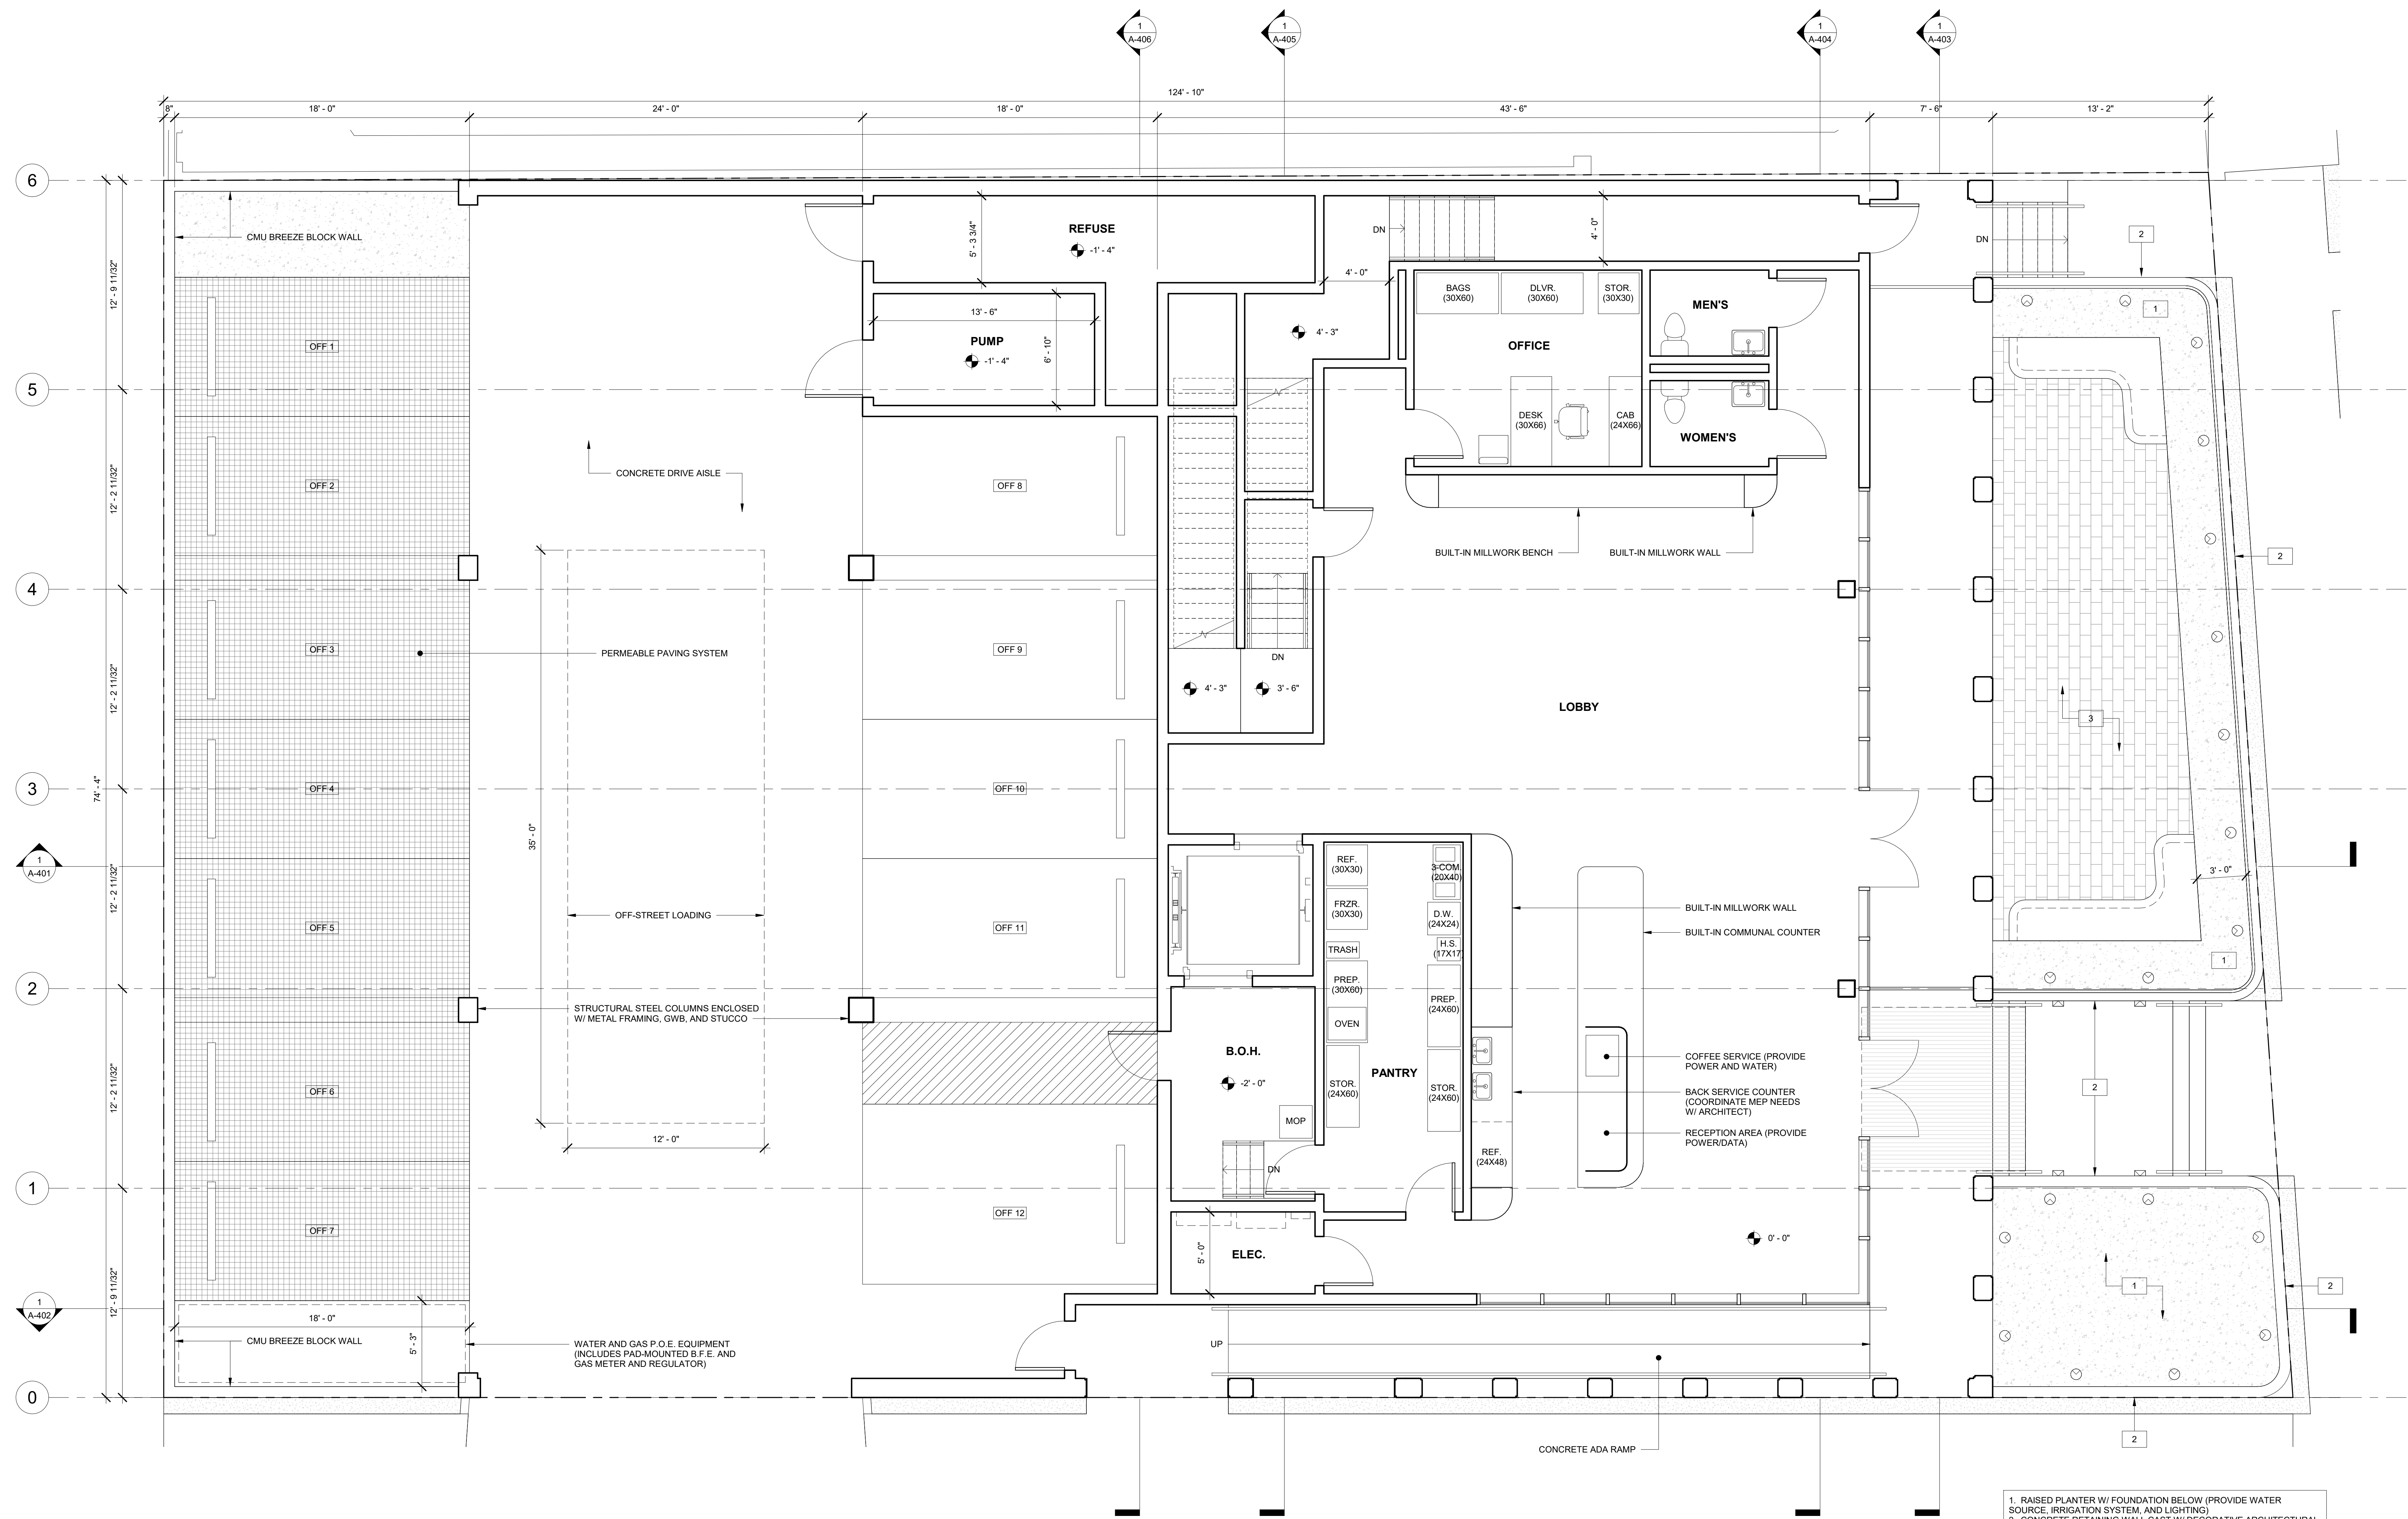 1
A-406
1
A-405
1
A-404
1
A-403
124' - 10"
8"
18' - 0"
24' - 0"
18' - 0"
43' - 6"
7' - 6"
13' - 2"
6
5
4
3
2
1
0
1
A-401
1
A-402
74' - 4"
12' - 9 11/32"
12' - 2 11/32"
12' - 2 11/32"
12' - 2 11/32"
12' - 2 11/32"
12' - 9 11/32"
CMU BREEZE BLOCK WALL
OFF 1
OFF 2
OFF 3
OFF 4
OFF 5
OFF 6
OFF 7
18' - 0"
5' - 3"
CMU BREEZE BLOCK WALL
CONCRETE DRIVE AISLE
PERMEABLE PAVING SYSTEM
35' - 0"
OFF-STREET LOADING
STRUCTURAL STEEL COLUMNS ENCLOSED
W/ METAL FRAMING, GWB, AND STUCCO
12' - 0"
WATER AND GAS P.O.E. EQUIPMENT
(INCLUDES PAD-MOUNTED B.F.E. AND
GAS METER AND REGULATOR)
REFUSE
-1' - 4"
5' - 3 3/4"
13' - 6"
PUMP
-1' - 4"
6' - 10"
OFF 8
OFF 9
OFF 10
OFF 11
OFF 12
DN
4' - 0"
4' - 0"
4' - 3"
BAGS
(30X60)
DLVR.
(30X60)
STOR.
(30X30)
OFFICE
DESK
(30X66)
CAB
(24X66)
MEN'S
WOMEN'S
BUILT-IN MILLWORK BENCH
BUILT-IN MILLWORK WALL
DN
4' - 3"
3' - 6"
LOBBY
REF.
(30X30)
3-COM.
(20X40)
FRZR.
(30X30)
D.W.
(24X24)
TRASH
H.S.
(17X17
PREP.
(30X60)
PREP.
(24X60)
OVEN
STOR.
(24X60)
PANTRY
STOR.
(24X60)
REF.
(24X48)
B.O.H.
-2' - 0"
MOP
DN
ELEC.
5' - 0"
BUILT-IN MILLWORK WALL
BUILT-IN COMMUNAL COUNTER
COFFEE SERVICE (PROVIDE
POWER AND WATER)
BACK SERVICE COUNTER
(COORDINATE MEP NEEDS
W/ ARCHITECT)
RECEPTION AREA (PROVIDE
POWER/DATA)
0' - 0"
UP
CONCRETE ADA RAMP
DN
2
1
2
3
3' - 0"
1
2
1
2
2
1. RAISED PLANTER W/ FOUNDATION BELOW (PROVIDE WATER
SOURCE, IRRIGATION SYSTEM, AND LIGHTING)